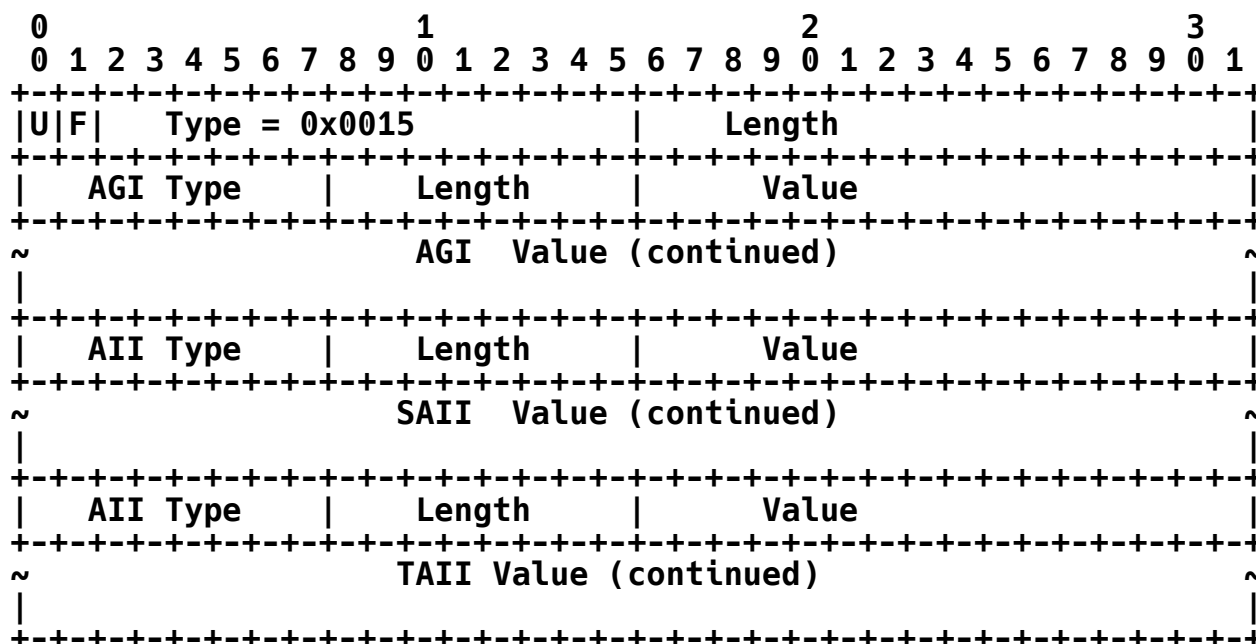 0                   1                   2                   3
 0 1 2 3 4 5 6 7 8 9 0 1 2 3 4 5 6 7 8 9 0 1 2 3 4 5 6 7 8 9 0 1
+-+-+-+-+-+-+-+-+-+-+-+-+-+-+-+-+-+-+-+-+-+-+-+-+-+-+-+-+-+-+-+-+
|U|F|   Type = 0x0015           |    Length                     |
+-+-+-+-+-+-+-+-+-+-+-+-+-+-+-+-+-+-+-+-+-+-+-+-+-+-+-+-+-+-+-+-+
|   AGI Type    |    Length     |      Value                    |
+-+-+-+-+-+-+-+-+-+-+-+-+-+-+-+-+-+-+-+-+-+-+-+-+-+-+-+-+-+-+-+-+
~                    AGI  Value (continued)                     ~
|                                                               |
+-+-+-+-+-+-+-+-+-+-+-+-+-+-+-+-+-+-+-+-+-+-+-+-+-+-+-+-+-+-+-+-+
|   AII Type    |    Length     |      Value                    |
+-+-+-+-+-+-+-+-+-+-+-+-+-+-+-+-+-+-+-+-+-+-+-+-+-+-+-+-+-+-+-+-+
~                   SAII  Value (continued)                     ~
|                                                               |
+-+-+-+-+-+-+-+-+-+-+-+-+-+-+-+-+-+-+-+-+-+-+-+-+-+-+-+-+-+-+-+-+
|   AII Type    |    Length     |      Value                    |
+-+-+-+-+-+-+-+-+-+-+-+-+-+-+-+-+-+-+-+-+-+-+-+-+-+-+-+-+-+-+-+-+
~                   TAII Value (continued)                      ~
|                                                               |
+-+-+-+-+-+-+-+-+-+-+-+-+-+-+-+-+-+-+-+-+-+-+-+-+-+-+-+-+-+-+-+-+